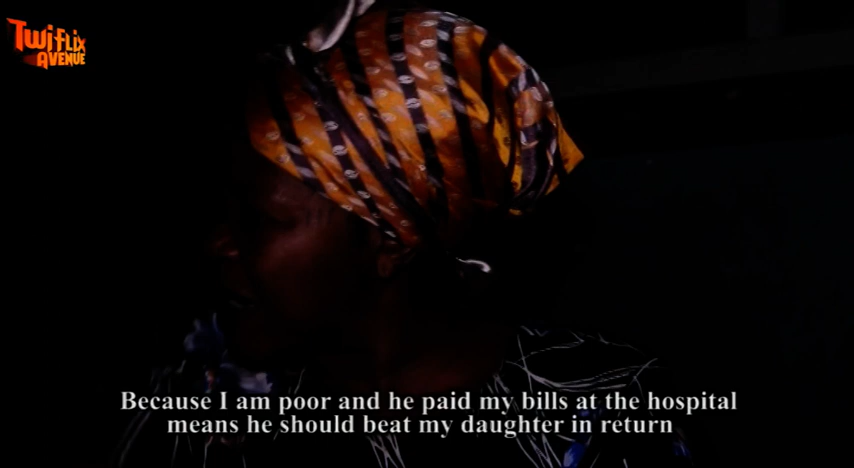 Twiflix
AVENUE
Because I am poor and he paid my bills at the hospital
means he should beat my daughter in return